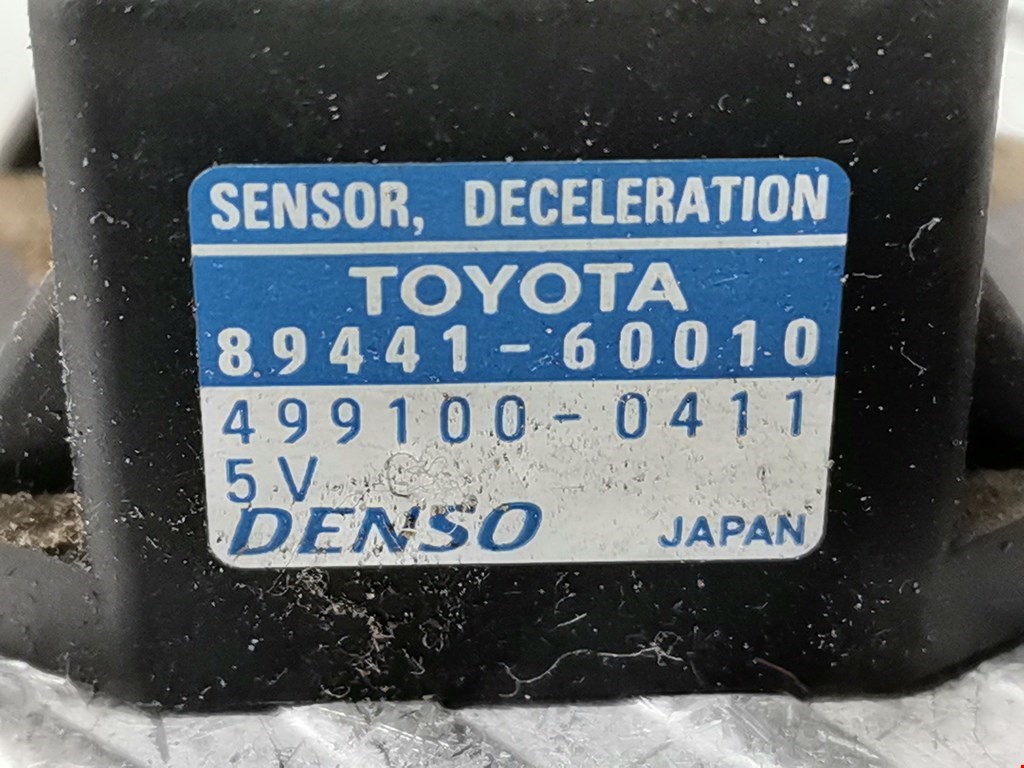 SENSOR, DECELERATION
TOYOTA
89441-60010
499100-0411
5V
DENSO JAPAN